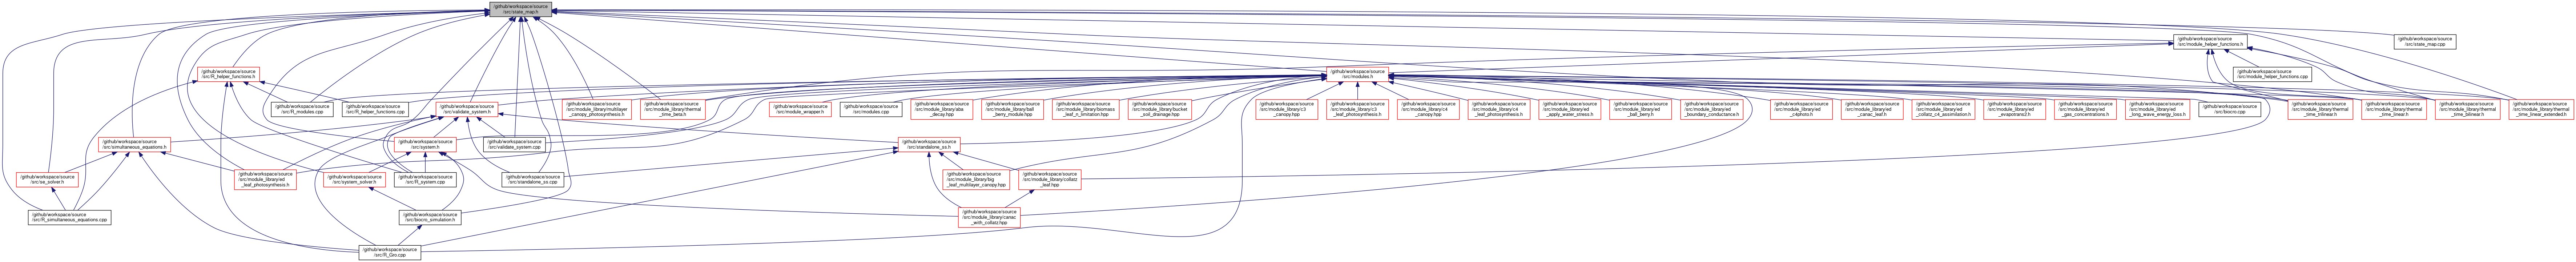 /github/workspace/source
/src/state_map.h
/github/workspace/source
/src/module_helper_functions.h
/github/workspace/source
/src/state_map.cpp
/github/workspace/source
/src/R_helper_functions.h
/github/workspace/source
/src/modules.h
/github/workspace/source
/src/module_helper_functions.cpp
/github/workspace/source
/src/R_modules.cpp
/github/workspace/source
/src/R_helper_functions.cpp
/github/workspace/source
/src/validate_system.h
/github/workspace/source
/src/module_library/multilayer
_canopy_photosynthesis.h
/github/workspace/source
/src/module_library/thermal
_time_beta.h
/github/workspace/source
/src/module_wrapper.h
/github/workspace/source
/src/modules.cpp
/github/workspace/source
/src/module_library/aba
_decay.hpp
/github/workspace/source
/src/module_library/ball
_berry_module.hpp
/github/workspace/source
/src/module_library/biomass
_leaf_n_limitation.hpp
/github/workspace/source
/src/module_library/bucket
_soil_drainage.hpp
/github/workspace/source
/src/module_library/c3
_canopy.hpp
/github/workspace/source
/src/module_library/c3
_leaf_photosynthesis.h
/github/workspace/source
/src/module_library/c4
_canopy.hpp
/github/workspace/source
/src/module_library/c4
_leaf_photosynthesis.h
/github/workspace/source
/src/module_library/ed
_apply_water_stress.h
/github/workspace/source
/src/module_library/ed
_ball_berry.h
/github/workspace/source
/src/module_library/ed
_boundary_conductance.h
/github/workspace/source
/src/module_library/ed
_c4photo.h
/github/workspace/source
/src/module_library/ed
_canac_leaf.h
/github/workspace/source
/src/module_library/ed
_collatz_c4_assimilation.h
/github/workspace/source
/src/module_library/ed
_evapotrans2.h
/github/workspace/source
/src/module_library/ed
_gas_concentrations.h
/github/workspace/source
/src/module_library/ed
_long_wave_energy_loss.h
/github/workspace/source
/src/biocro.cpp
/github/workspace/source
/src/module_library/thermal
_time_trilinear.h
/github/workspace/source
/src/module_library/thermal
_time_linear.h
/github/workspace/source
/src/module_library/thermal
_time_bilinear.h
/github/workspace/source
/src/module_library/thermal
_time_linear_extended.h
/github/workspace/source
/src/simultaneous_equations.h
/github/workspace/source
/src/system.h
/github/workspace/source
/src/validate_system.cpp
/github/workspace/source
/src/standalone_ss.h
/github/workspace/source
/src/se_solver.h
/github/workspace/source
/src/module_library/ed
_leaf_photosynthesis.h
/github/workspace/source
/src/system_solver.h
/github/workspace/source
/src/R_system.cpp
/github/workspace/source
/src/standalone_ss.cpp
/github/workspace/source
/src/module_library/big
_leaf_multilayer_canopy.hpp
/github/workspace/source
/src/module_library/collatz
_leaf.hpp
/github/workspace/source
/src/R_simultaneous_equations.cpp
/github/workspace/source
/src/biocro_simulation.h
/github/workspace/source
/src/module_library/canac
_with_collatz.hpp
/github/workspace/source
/src/R_Gro.cpp